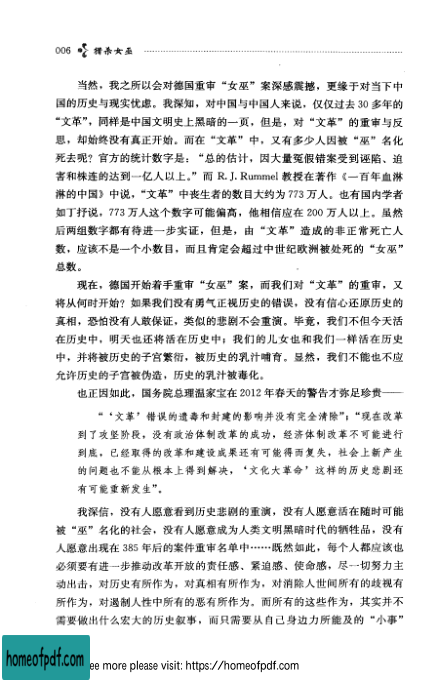 006 猎杀女巫
当然，我之所以会对德国重审“女巫”案深感震撼，更缘于对当下中
国的历史与现实忧虑。我深知，对中国与中国人来说，仅仅过去 30 多年的
“文革”，同样是中国文明史上黑暗的一页，但是，对“文革”的重审与反
思，却始终没有真正开始。而在“文革”中，又有多少人因被“巫”名化
死去呢？官方的统计数字是：“总的估计，因大量冤假错案受到诬陷、迫
害和株连的达到一亿人以上。”而 R. J. Rummel 教授在著作《一百年血淋
淋的中国》中说，“文革”中丧生者的数目大约为 773 万人。也有国内学者
如丁抒说，773 万人这个数字可能偏高，他相信应在 200 万人以上。虽然
后两组数字都有待进一步实证，但是，由“文革”造成的非正常死亡人
数，应该不是一个小数目，而且肯定会超过中世纪欧洲被处死的“女巫”
总数。
现在，德国开始着手重审“女巫”案，而我们对“文革”的重审，又
将从何时开始？如果我们没有勇气正视历史的错误，没有信心还原历史的
真相，恐怕没有人敢保证，类似的悲剧不会重演。毕竟，我们不但今天活
在历史中，明天也还将活在历史中；我们的儿女也和我们一样活在历史
中，并将被历史的子宫繁衍，被历史的乳汁哺育。显然，我们不能也不应
允许历史的子宫被伪造，历史的乳汁被毒化。
也正因如此，国务院总理温家宝在 2012 年春天的警告才弥足珍贵——
“‘文革’错误的遗毒和封建的影响并没有完全清除”；“现在改革
到了攻坚阶段，没有政治体制改革的成功，经济体制改革不可能进行
到底，已经取得的改革和建设成果还有可能得而复失，社会上新产生
的问题也不能从根本上得到解决，‘文化大革命’这样的历史悲剧还
有可能重新发生”。
我深信，没有人愿意看到历史悲剧的重演，没有人愿意活在随时可能
被“巫”名化的社会，没有人愿意成为人类文明黑暗时代的牺牲品，没有
人愿意出现在 385 年后的案件重审名单中……既然如此，每个人都应该也
必须要有进一步推动改革开放的责任感、紧迫感、使命感，尽一切努力主
动出击，对历史有所作为，对真相有所作为，对消除人世间所有的歧视有
所作为，对遏制人性中所有的恶有所作为。而所有的这些作为，其实并不
需要做出什么宏大的历史叙事，而只需要从自己身边力所能及的“小事”
homeofpdf.com
ee more please visit: https://homeofpdf.com